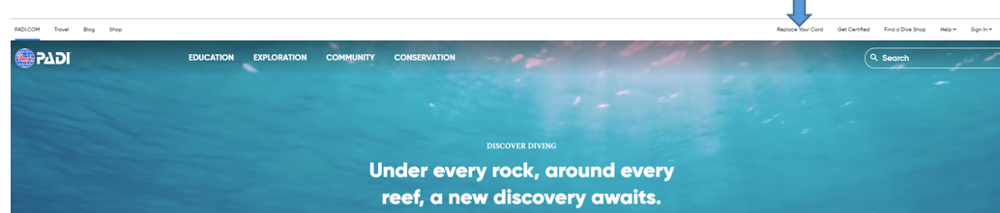 PADI.COM Travel Blog Shop Replace Your Card Get Certified Find a Dive Shop Help Sign In
PADI EDUCATION EXPLORATION COMMUNITY CONSERVATION Search
DISCOVER DIVING
Under every rock, around every
reef, a new discovery awaits.